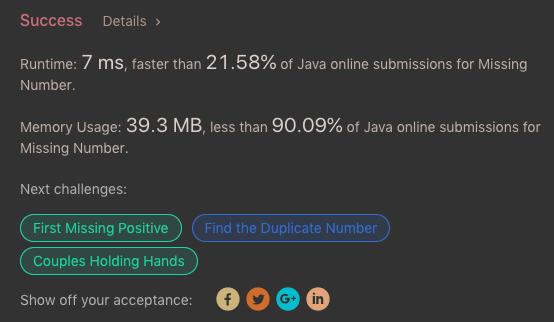 Success Details ›
Runtime: 7 ms, faster than 21.58% of Java online submissions for Missing
Number.
Memory Usage: 39.3 MB, less than 90.09% of Java online submissions for
Missing Number.
Next challenges:
First Missing Positive Find the Duplicate Number
Couples Holding Hands
Show off your acceptance: f G+ in